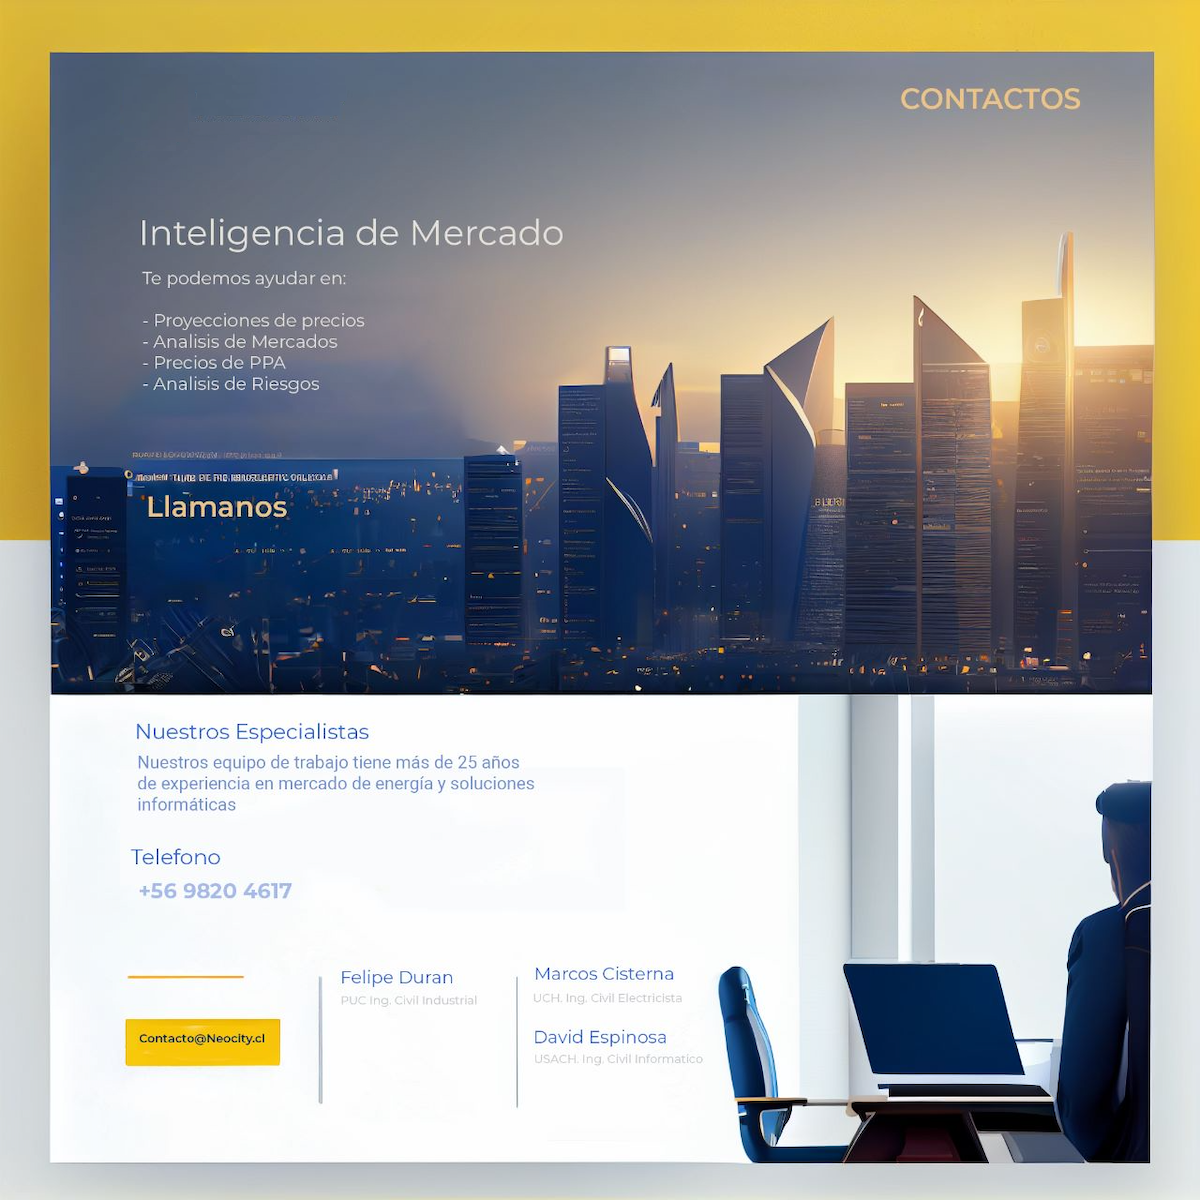 CONTACTOS
Inteligencia de Mercado
Te podemos ayudar en:
- Proyecciones de precios
- Analisis de Mercados
- Precios de PPA
- Analisis de Riesgos
Llamanos
Nuestros Especialistas
Nuestros equipo de trabajo tiene más de 25 años
de experiencia en mercado de energía y soluciones
informáticas
Telefono
+56 9820 4617
Contacto@Neocity.cl
Felipe Duran
PUC Ing. Civil Industrial
Marcos Cisterna
UCH. Ing. Civil Electricista
David Espinosa
USACH. Ing. Civil Informatico